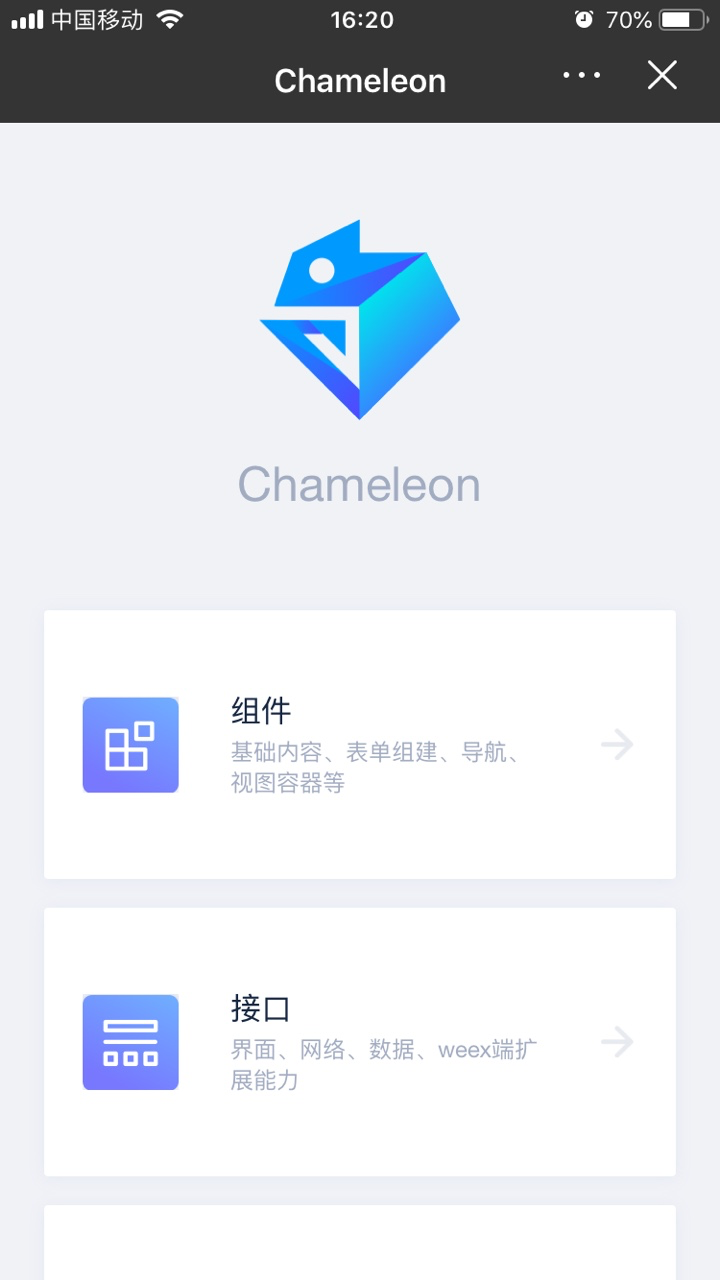 中国移动 16:20 70%
Chameleon
Chameleon
组件
基础内容、表单组建、导航、
视图容器等
接口
界面、网络、数据、weex端扩
展能力